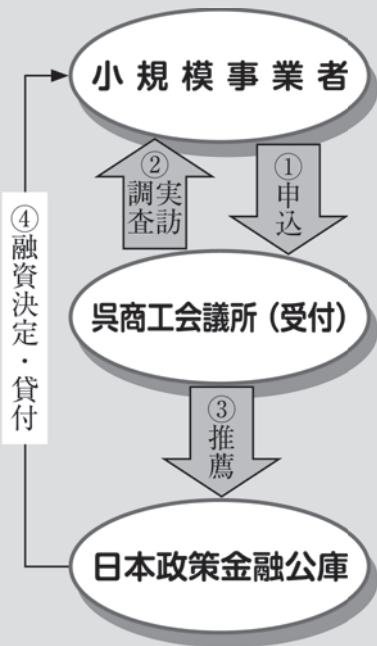 小規模事業者
②
実訪
調査
①
申込
④融資決定・貸付
呉商工会議所（受付）
③
推薦
日本政策金融公庫